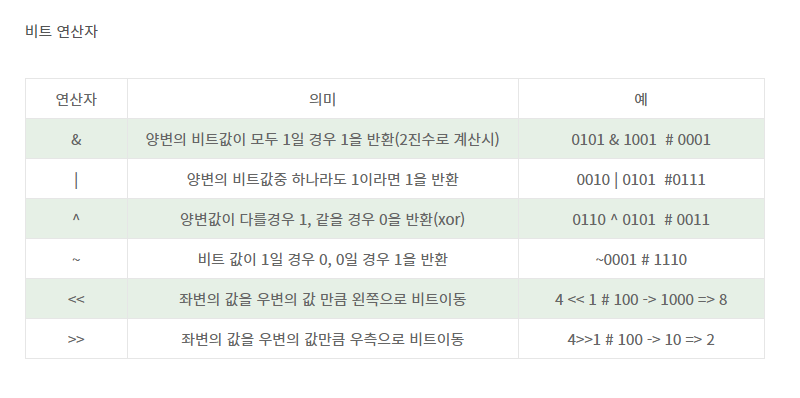 비트 연산자
연산자 의미 예
& 양변의 비트값이 모두 1일 경우 1을 반환(2진수로 계산시) 0101 & 1001 # 0001
| 양변의 비트값중 하나라도 1이라면 1을 반환 0010 | 0101 #0111
^ 양변값이 다를경우 1, 같을 경우 0을 반환(xor) 0110 ^ 0101 # 0011
~ 비트 값이 1일 경우 0, 0일 경우 1을 반환 ~0001 # 1110
<< 좌변의 값을 우변의 값 만큼 왼쪽으로 비트이동 4 << 1 # 100 -> 1000 => 8
>> 좌변의 값을 우변의 값만큼 우측으로 비트이동 4>>1 # 100 -> 10 => 2